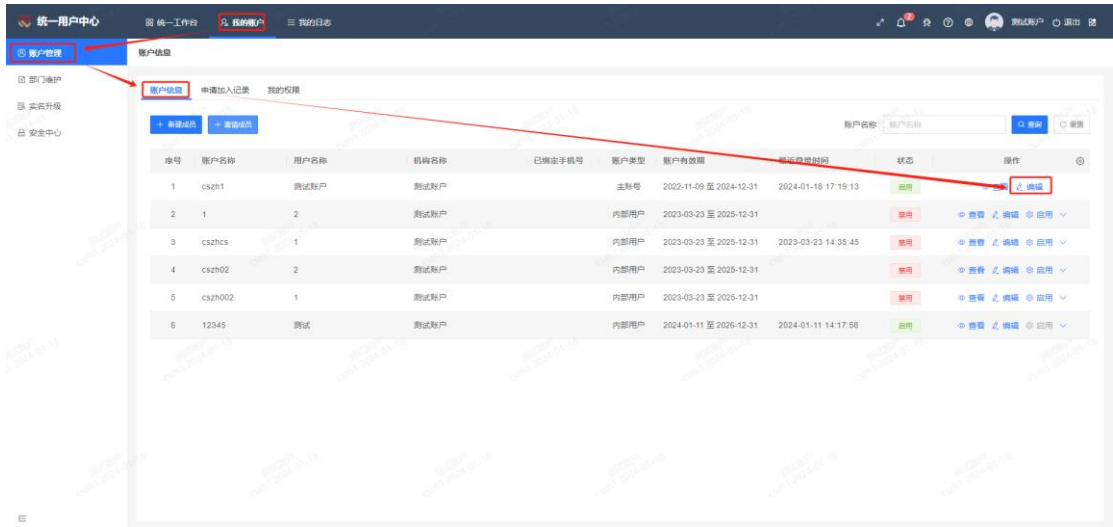 统一用户中心
统一工作台 我的账户 我的日志 2 测试账户 退出
账户管理
部门维护
实名升级
安全中心
账户信息
账户信息 申请加入记录 我的权限
+ 新建成员 + 邀请成员 账户名称: 账户名称 查询 重置
序号 账户名称 用户名称 机构名称 已绑定手机号 账户类型 账户有效期 最近登录时间 状态 操作
1 cszh1 测试账户 测试账户 主账号 2022-11-09 至 2024-12-31 2024-01-18 17:19:13 启用 查看 编辑
2 1 2 测试账户 内部用户 2023-03-23 至 2025-12-31 禁用 查看 编辑 启用
3 cszhcs 1 测试账户 内部用户 2023-03-23 至 2025-12-31 2023-03-23 14:35:45 禁用 查看 编辑 启用
4 cszh02 2 测试账户 内部用户 2023-03-23 至 2025-12-31 禁用 查看 编辑 启用
5 cszh002 1 测试账户 内部用户 2023-03-23 至 2025-12-31 禁用 查看 编辑 启用
6 12345 测试 测试账户 内部用户 2024-01-11 至 2026-12-31 2024-01-11 14:17:58 启用 查看 编辑 启用